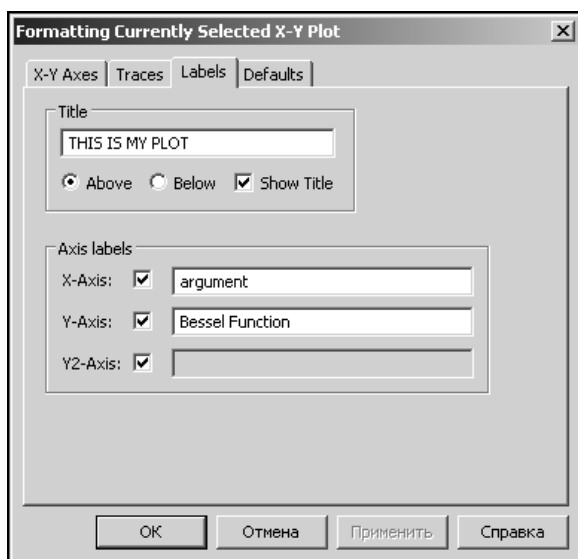 Formatting Currently Selected X-Y Plot
X-Y Axes Traces Labels Defaults
Title
THIS IS MY PLOT
Above Below Show Title
Axis labels
X-Axis: argument
Y-Axis: Bessel Function
Y2-Axis:
OK Отмена Применить Справка